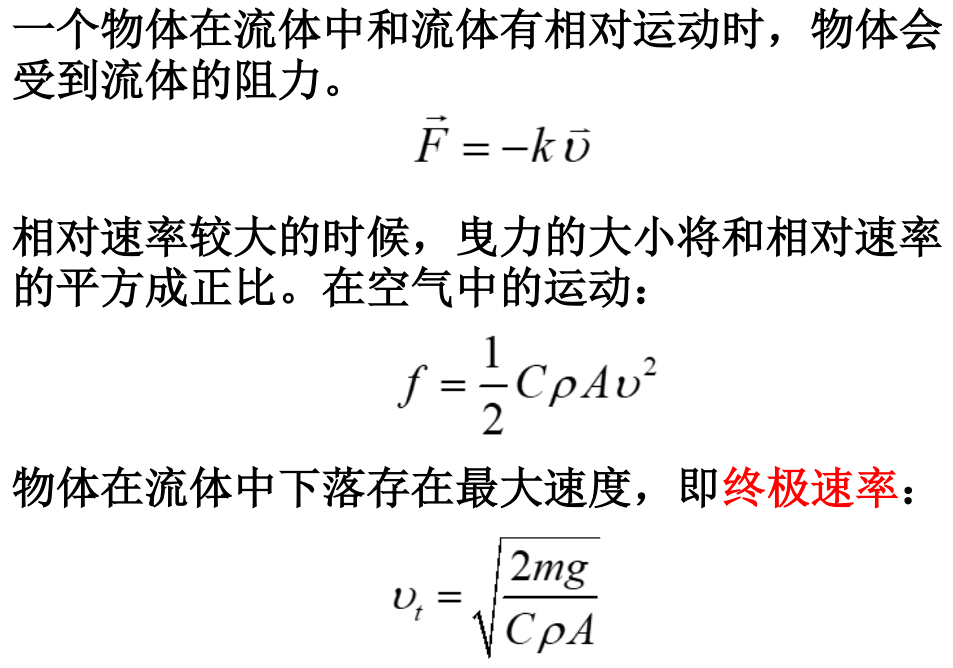 一个物体在流体中和流体有相对运动时，物体会
受到流体的阻力。
$\vec{F} = -k\vec{\upsilon}$
相对速率较大的时候，曳力的大小将和相对速率
的平方成正比。在空气中的运动：
$f = \frac{1}{2} C \rho A \upsilon^2$
物体在流体中下落存在最大速度，即终极速率：
$\upsilon_t = \sqrt{\frac{2mg}{C \rho A}}$